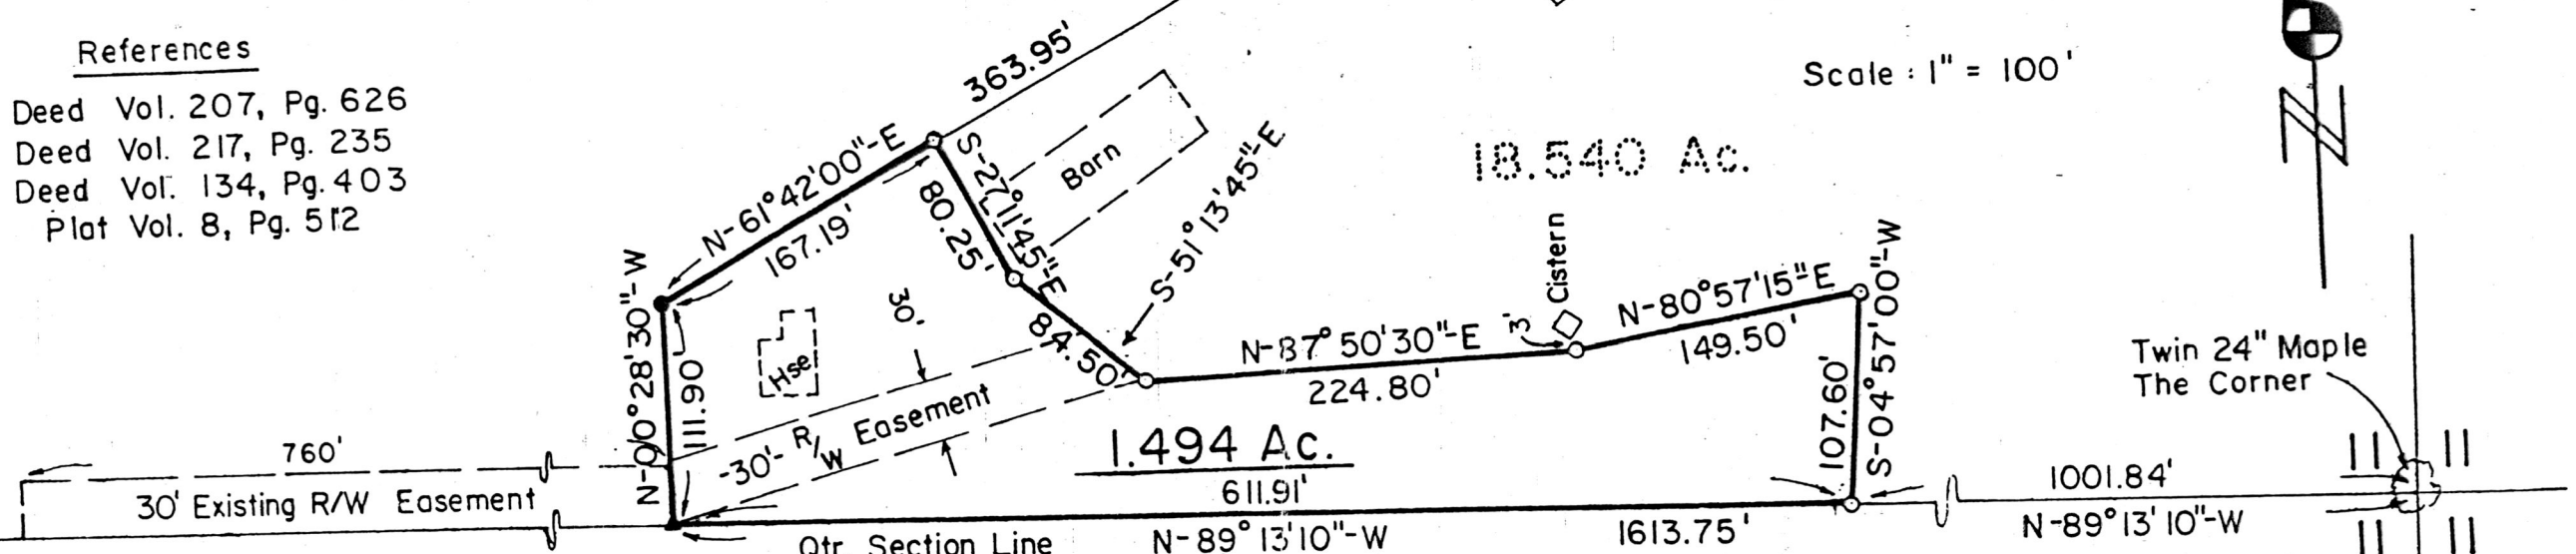 References
Deed Vol. 207, Pg. 626
Deed Vol. 217, Pg. 235
Deed Vol. 134, Pg. 403
Plat Vol. 8, Pg. 512
363.95'
Scale : 1" = 100'
N
18.540 Ac.
N-61°42'00"-E
167.19'
S-27°11'45"-E
80.25'
Barn
S-51°13'45"-E
84.50'
N-0°28'30"-W
111.90'
Hse
30'
-30'- R/W Easement
N-87°50'30"-E
224.80'
3'
Cistern
N-80°57'15"E
149.50'
S-04°57'00"-W
107.60'
Twin 24" Maple
The Corner
760'
30' Existing R/W Easement
1.494 Ac.
611.91'
1001.84'
Qtr Section Line
N-89°13'10"-W
1613.75'
N-89°13'10"-W